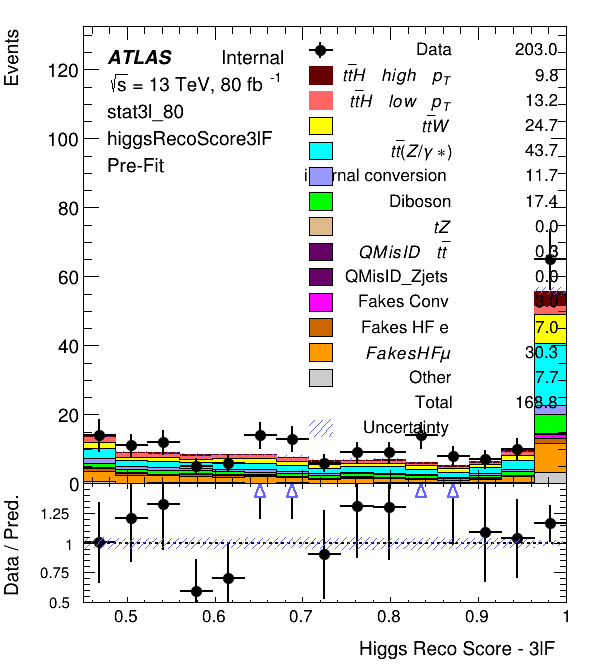 Events
ATLAS Internal
√s = 13 TeV, 80 fb⁻¹
stat3l_80
higgsRecoScore3lF
Pre-Fit
Data 203.0
tt̅H high p_T 9.8
tt̅H low p_T 13.2
tt̅W 24.7
tt̅(Z/γ*) 43.7
internal conversion 11.7
Diboson 17.4
tZ 0.0
QMisID tt̅ 0.3
QMisID_Zjets 0.0
Fakes Conv 3.0
Fakes HF e 7.0
FakesHFμ 30.3
Other 7.7
Total 168.8
Uncertainty
120
100
80
60
40
20
0
Data / Pred.
1.25
1
0.75
0.5
0.5 0.6 0.7 0.8 0.9 1
Higgs Reco Score - 3lF